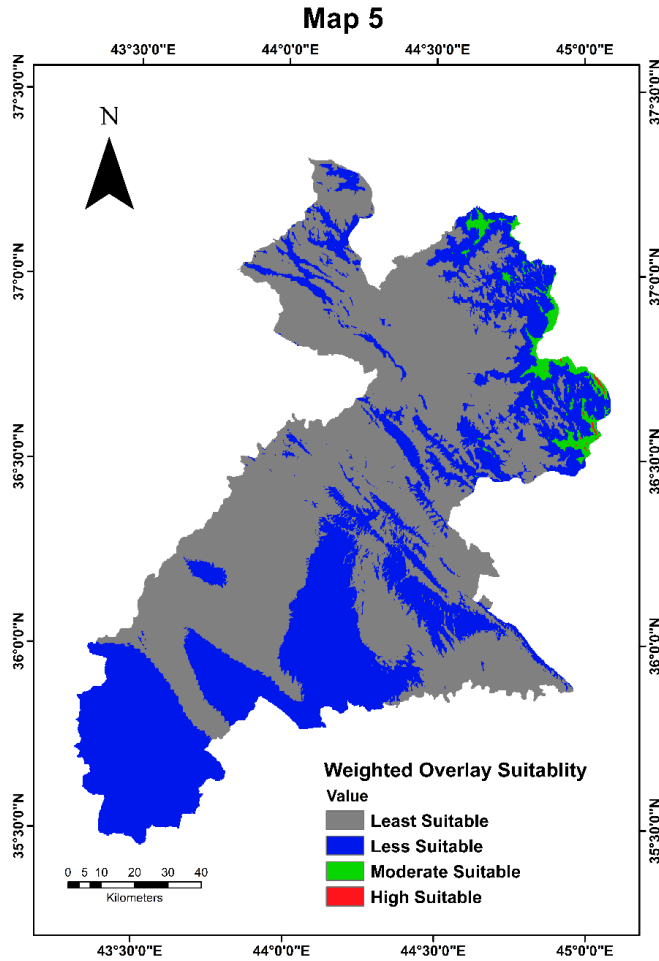 Map 5
43°30'0"E 44°0'0"E 44°30'0"E 45°0'0"E
37°30'0"N 37°30'0"N
N
37°0'0"N 37°0'0"N
36°30'0"N 36°30'0"N
36°0'0"N 36°0'0"N
35°30'0"N 35°30'0"N
Weighted Overlay Suitablity
Value
Least Suitable
Less Suitable
Moderate Suitable
High Suitable
0 5 10 20 30 40
Kilometers
43°30'0"E 44°0'0"E 44°30'0"E 45°0'0"E